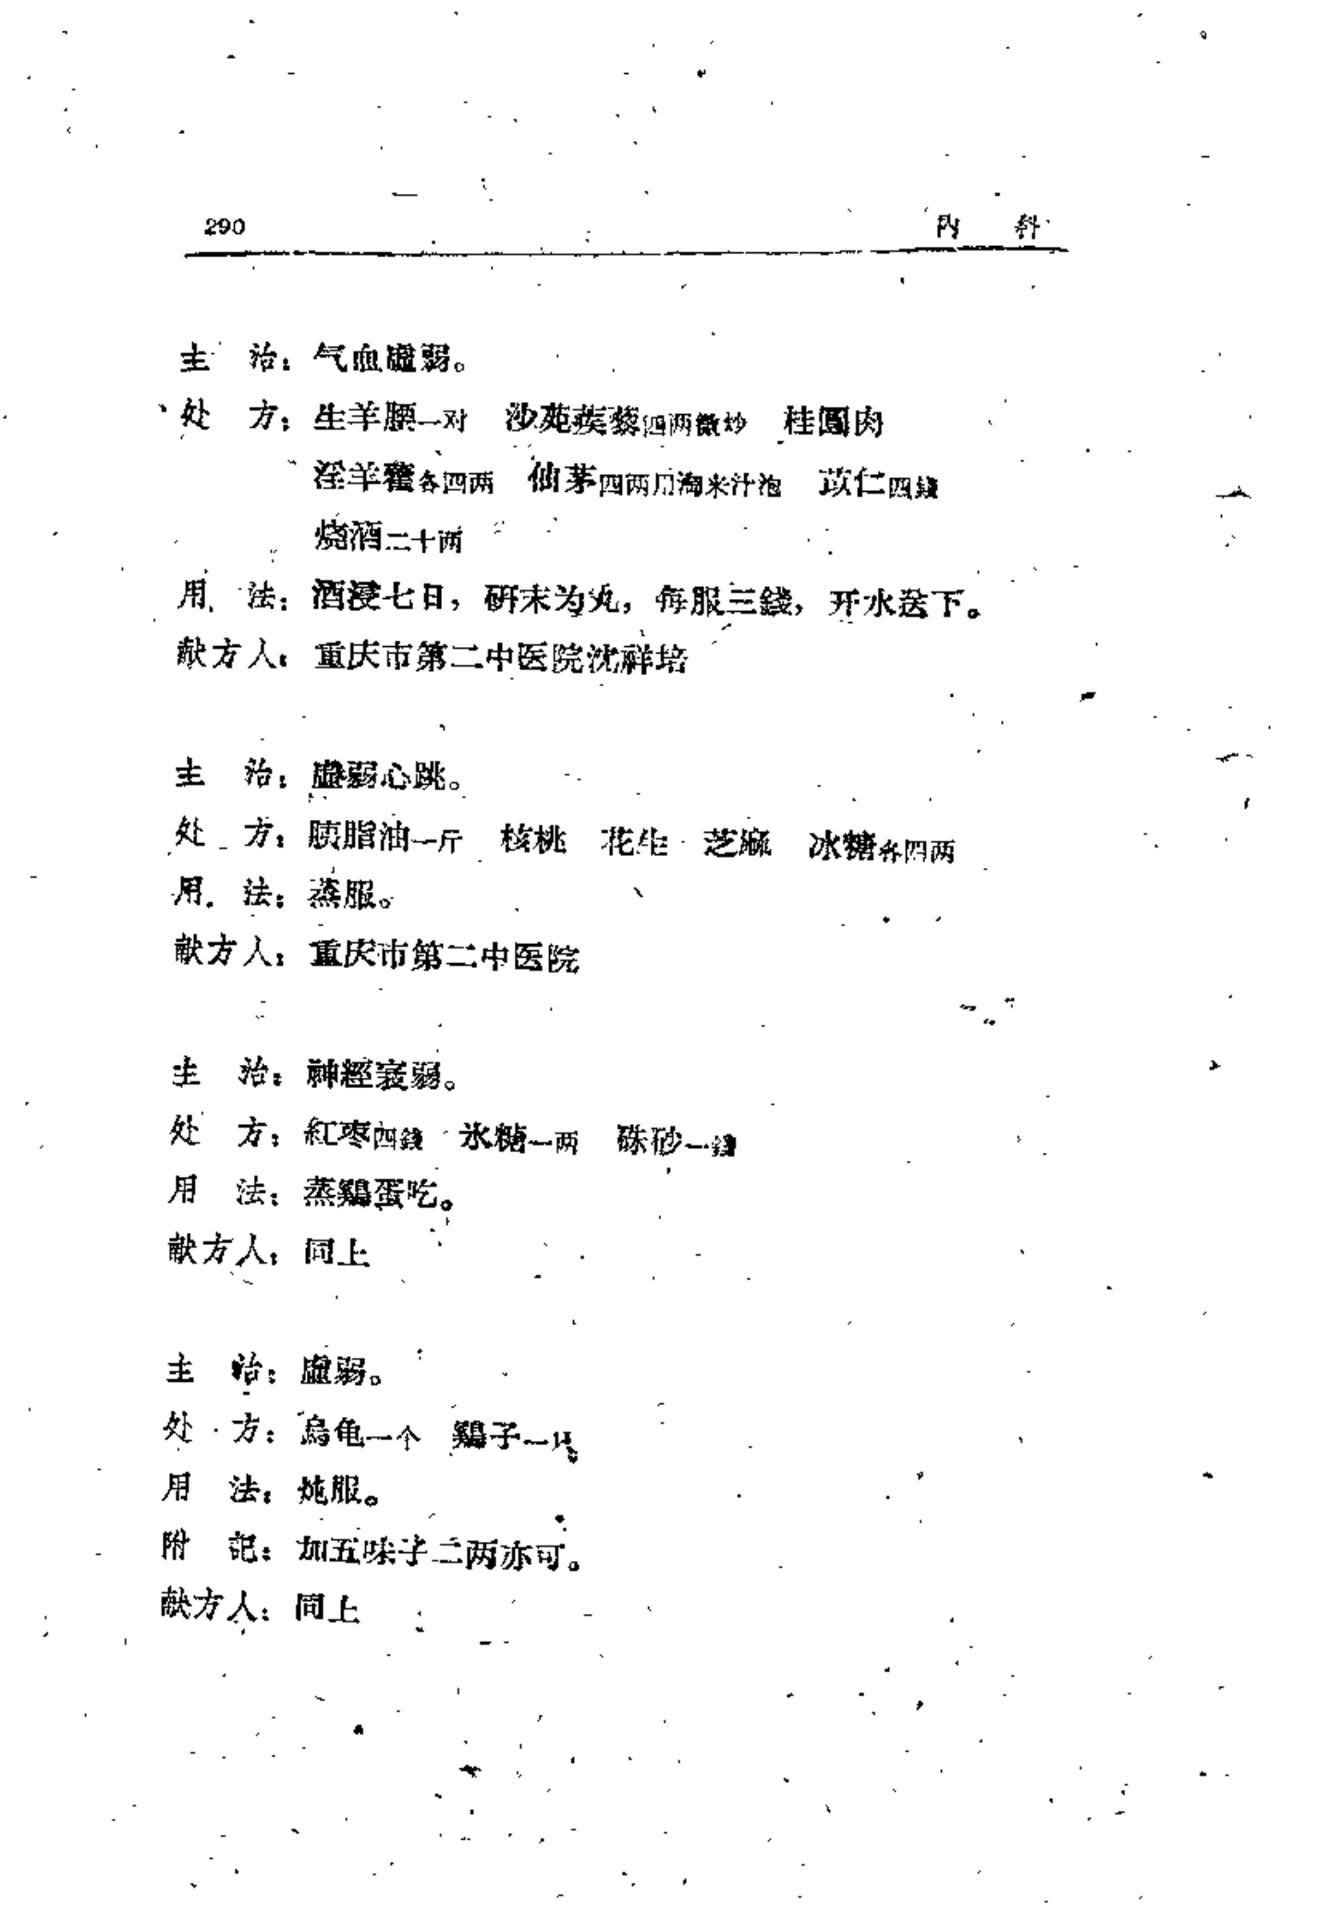 290 内 科
主 治：气血虛弱。
处 方：生羊腰一对 沙苑蒺藜四两微炒 桂圓肉
淫羊藿各四两 仙茅四两用淘米汁泡 苡仁四錢
烧酒二十两
用 法：酒浸七日，研末为丸，每服三錢，开水送下。
献方人：重庆市第二中医院沈祥培
主 治：虛弱心跳。
处 方：胰脂油一斤 核桃 花生 芝麻 冰糖各四两
用 法：蒸服。
献方人：重庆市第二中医院
主 治：神經衰弱。
处 方：紅枣四錢 氷糖一两 硃砂一錢
用 法：蒸鷄蛋吃。
献方人：同上
主 治：虛弱。
处 方：烏龟一个 鷄子一只
用 法：炖服。
附 記：加五味子二两亦可。
献方人：同上